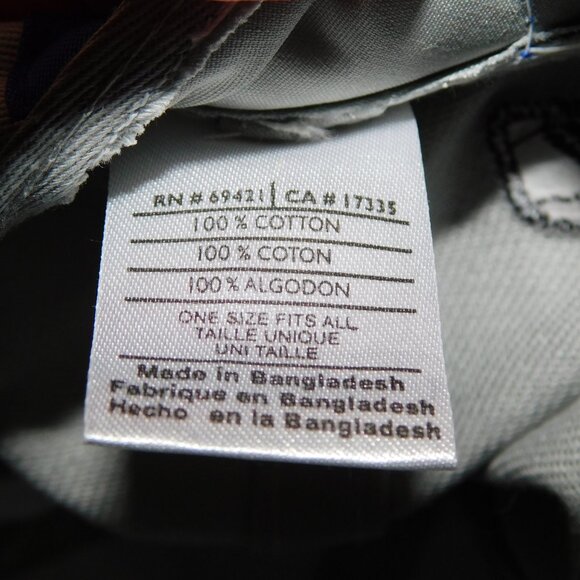 RN # 69421 | CA # 17335
100 % COTTON
100 % COTON
100 % ALGODON
ONE SIZE FITS ALL
TAILLE UNIQUE
UNI TAILLE
Made in Bangladesh
Fabrique en Bangladesh
Hecho en la Bangladesh